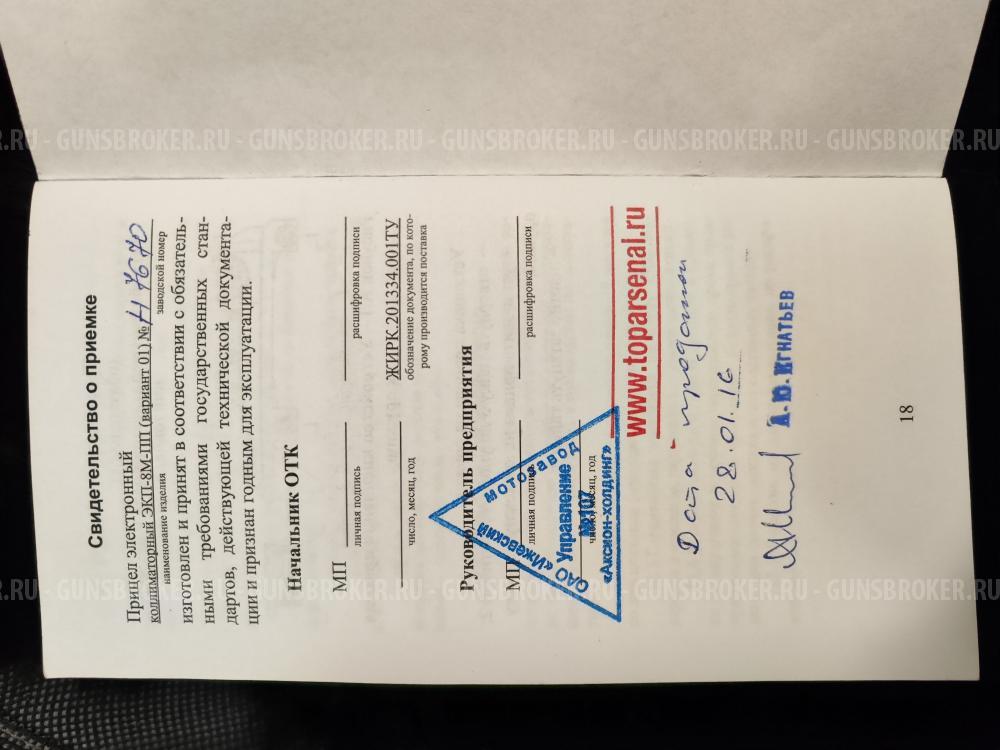 Свидетельство о приемке
Прицел электронный
коллиматорный ЭКП-8М-ПП (вариант 01) № Н 7670
наименование изделия заводской номер
изготовлен и принят в соответствии с обязатель-
ными требованиями государственных стан-
дартов, действующей технической документа-
ции и признан годным для эксплуатации.
Начальник ОТК
МП
личная подпись расшифровка подписи
ЖИРК.201334.001ТУ
число, месяц, год обозначение документа, по кото-
рому производится поставка
Руководитель предприятия
МП
личная подпись расшифровка подписи
число, месяц, год
ОАО «Ижевский мотозавод
Управление
№107
«Аксион-холдинг»
www.toparsenal.ru
Дата продажи
28.01.16
А.Ю.Игнатьев
18
.RU - GUNSBROKER.RU - GUNSBROKER.RU - GUNSBROKER.RU - GUNSBROKER.RU - GUNSBROKER.RU
.RU - GUNSBROKER.RU - GUNSBROKER.RU - GUNSBROKER.RU - GUNSBROKER.RU - GUNSBROKER.RU